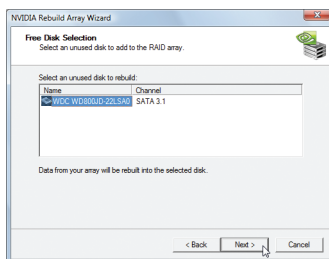 NVIDIA Rebuild Array Wizard
Free Disk Selection
Select an unused disk to add to the RAID array.
Select an unused disk to rebuild:
Name Channel
WDC WD800JD-22LSA0 SATA 3.1
Data from your array will be rebuilt into the selected disk.
< Back Next > Cancel